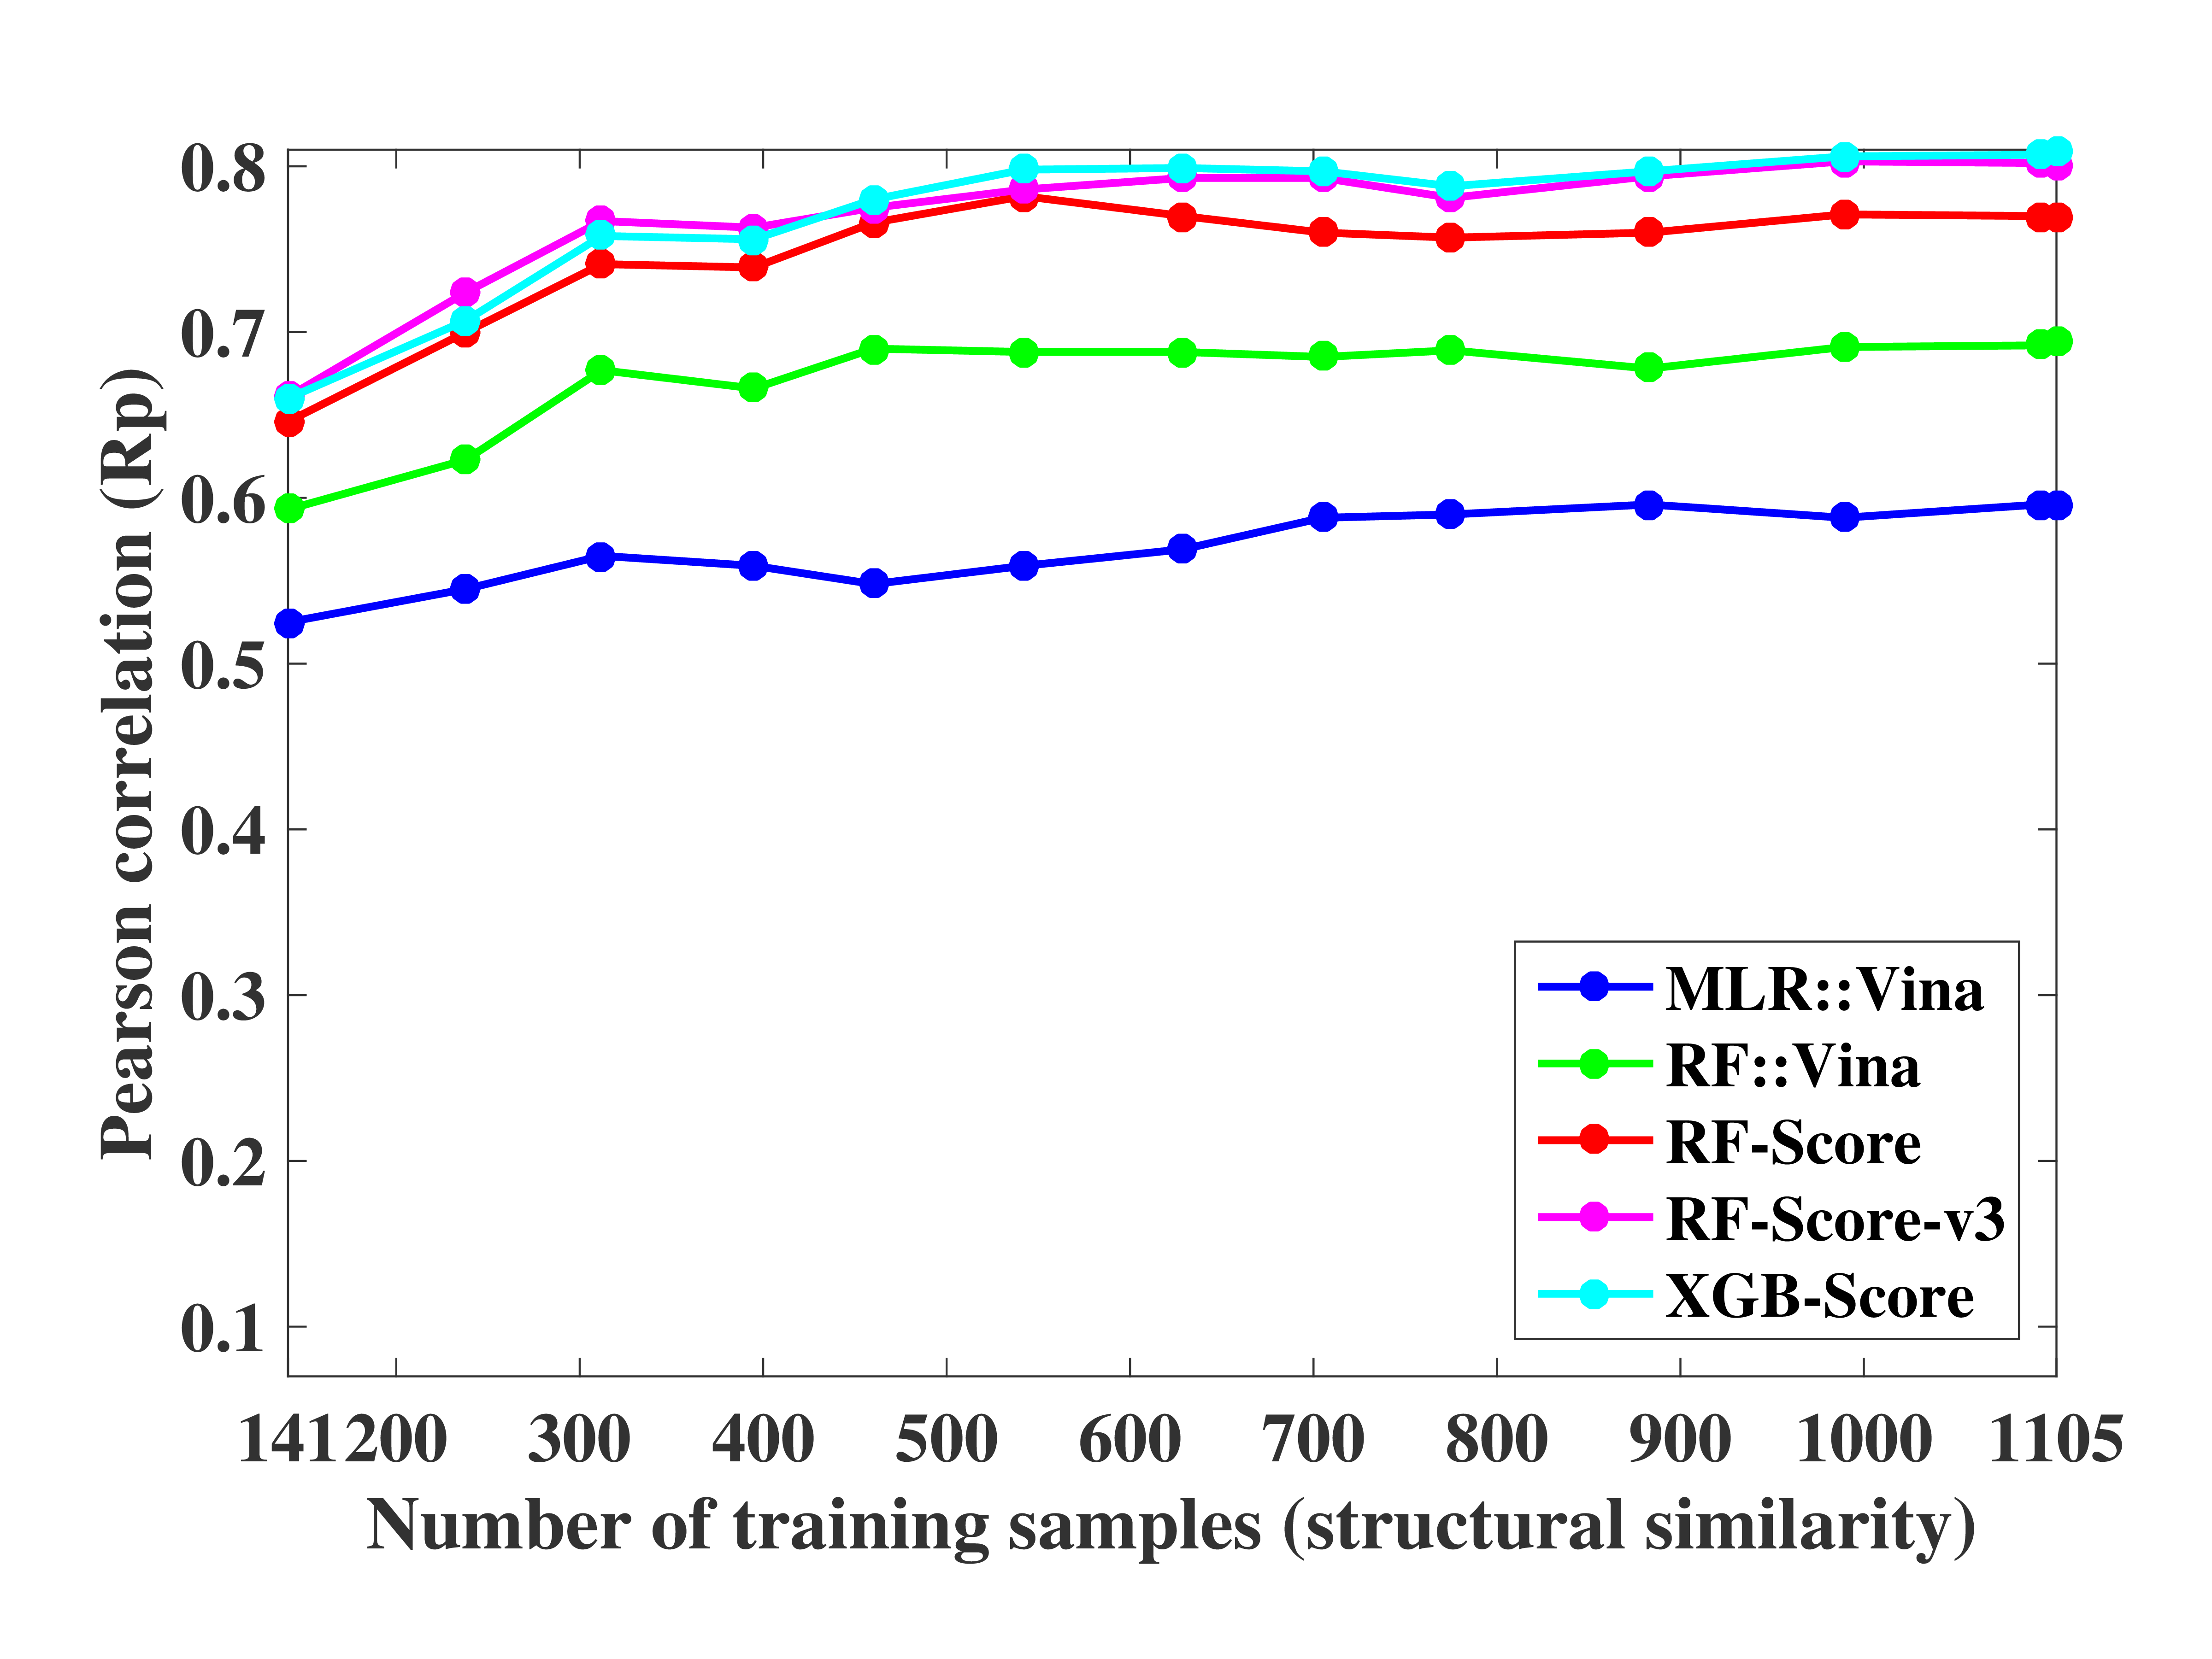 0.8
0.7
0.6
0.5
0.4
0.3
0.2
0.1
Pearson correlation (Rp)
MLR::Vina
RF::Vina
RF-Score
RF-Score-v3
XGB-Score
141 200 300 400 500 600 700 800 900 1000 1105
Number of training samples (structural similarity)